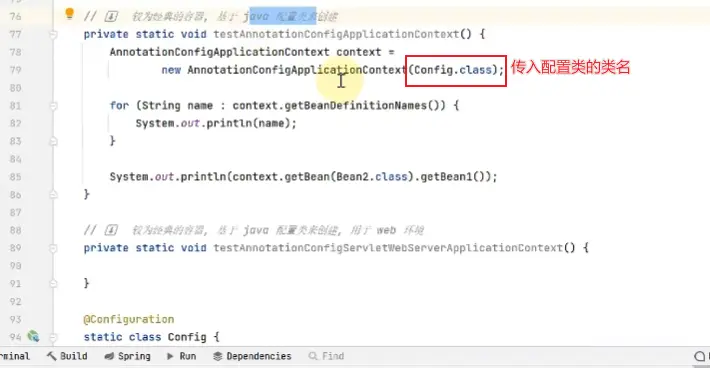 76 // ⬇ 较为经典的容器, 基于 java 配置类来创建
77 private static void testAnnotationConfigApplicationContext() {
78 AnnotationConfigApplicationContext context =
79 new AnnotationConfigApplicationContext(Config.class); 传入配置类的类名
80
81 for (String name : context.getBeanDefinitionNames()) {
82 System.out.println(name);
83 }
84
85 System.out.println(context.getBean(Bean2.class).getBean1());
86 }
87
88 // ⬇ 较为经典的容器, 基于 java 配置类来创建, 用于 web 环境
89 private static void testAnnotationConfigServletWebServerApplicationContext() {
90
91 }
92
93 @Configuration
94 static class Config {
rminal Build Spring Run Dependencies Find